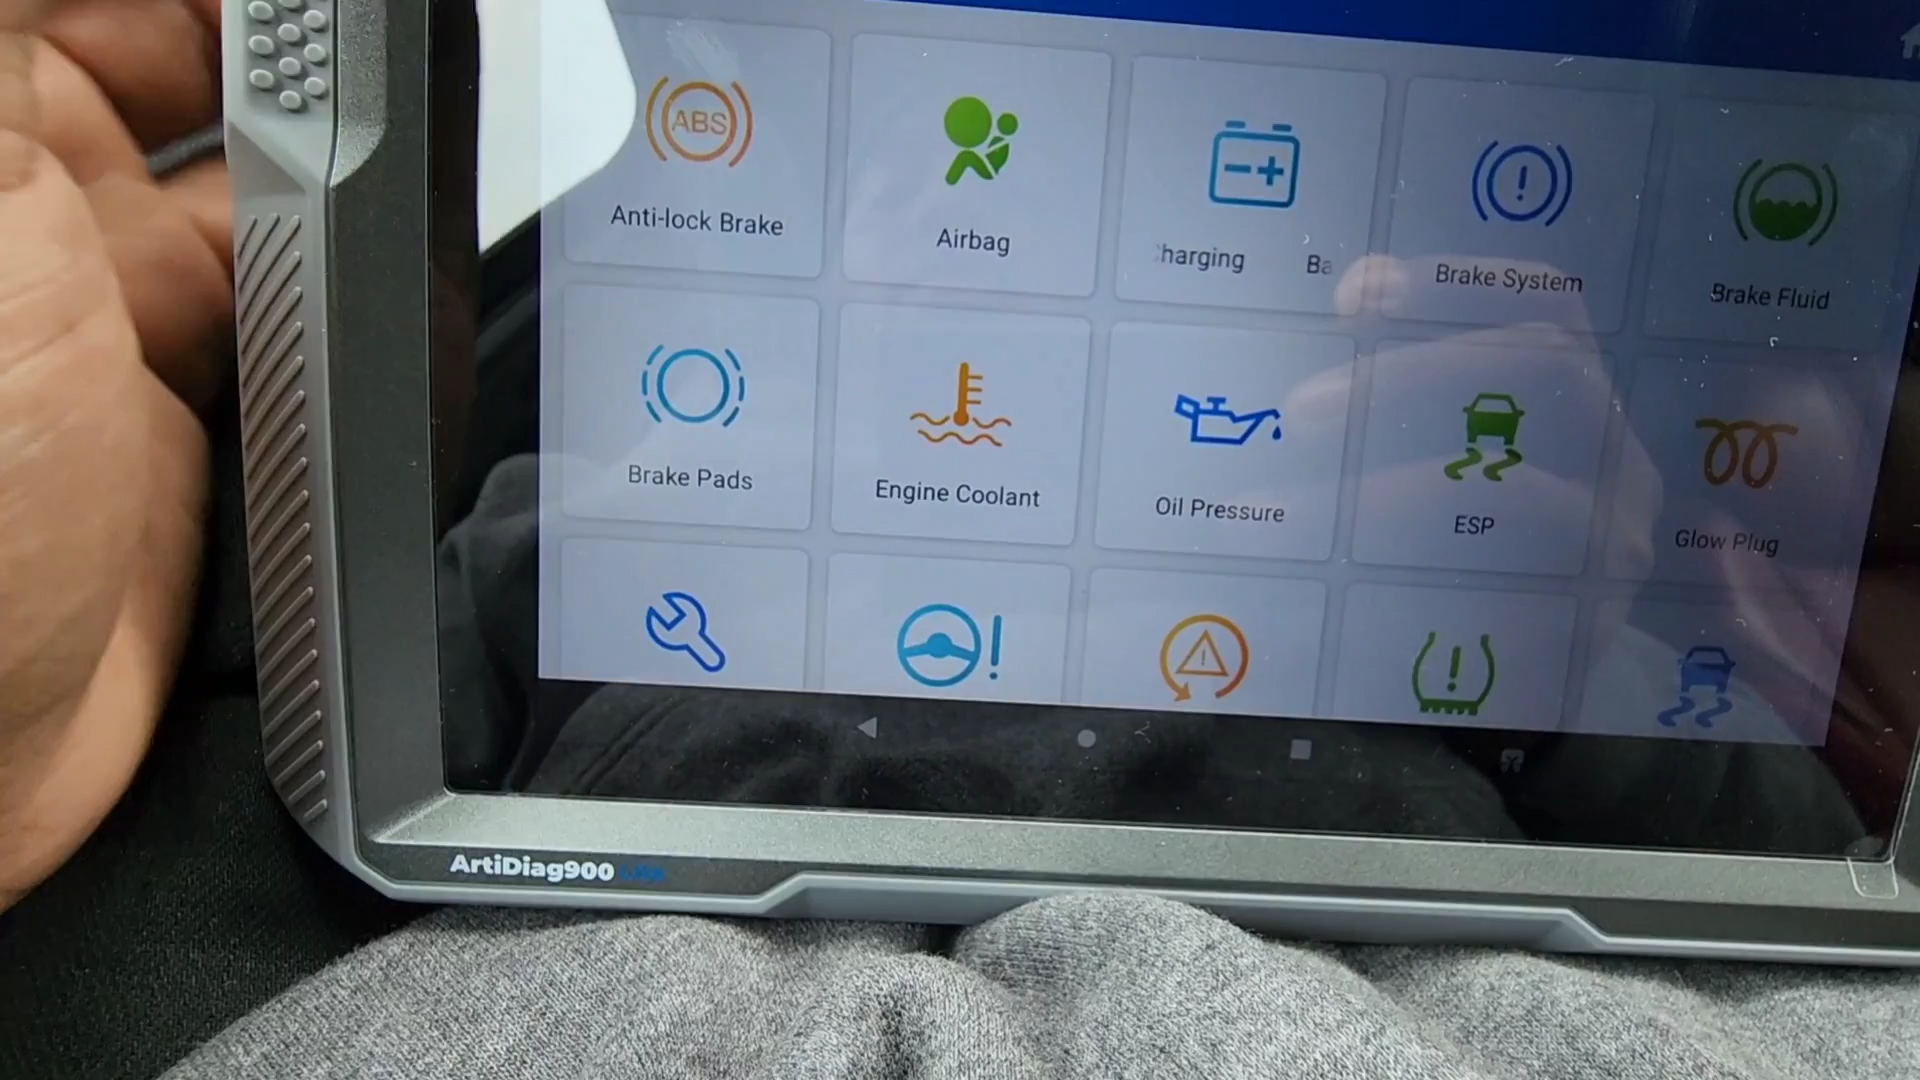 ABS
Anti-lock Brake
Airbag
harging Ba
Brake System
Brake Fluid
Brake Pads
Engine Coolant
Oil Pressure
ESP
Glow Plug
ArtiDiag900 Lite